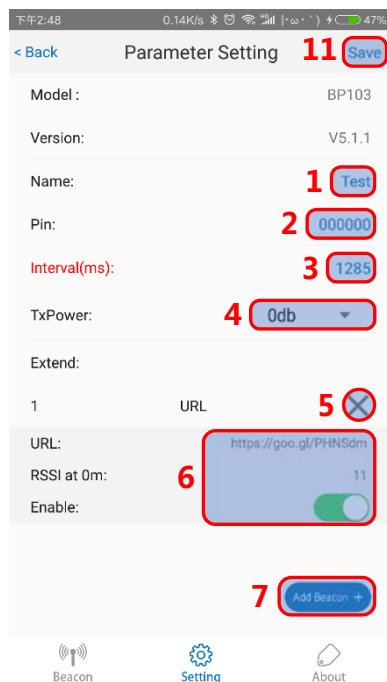 下午2:48 0.14K/s |･ω･`) 47%
< Back Parameter Setting 11 Save
Model : BP103
Version: V5.1.1
Name: 1 Test
Pin: 2 000000
Interval(ms): 3 1285
TxPower: 4 0db
Extend:
1 URL 5
URL: https://goo.gl/PHNSdm
RSSI at 0m: 6 11
Enable:
7 Add Beacon +
Beacon Setting About